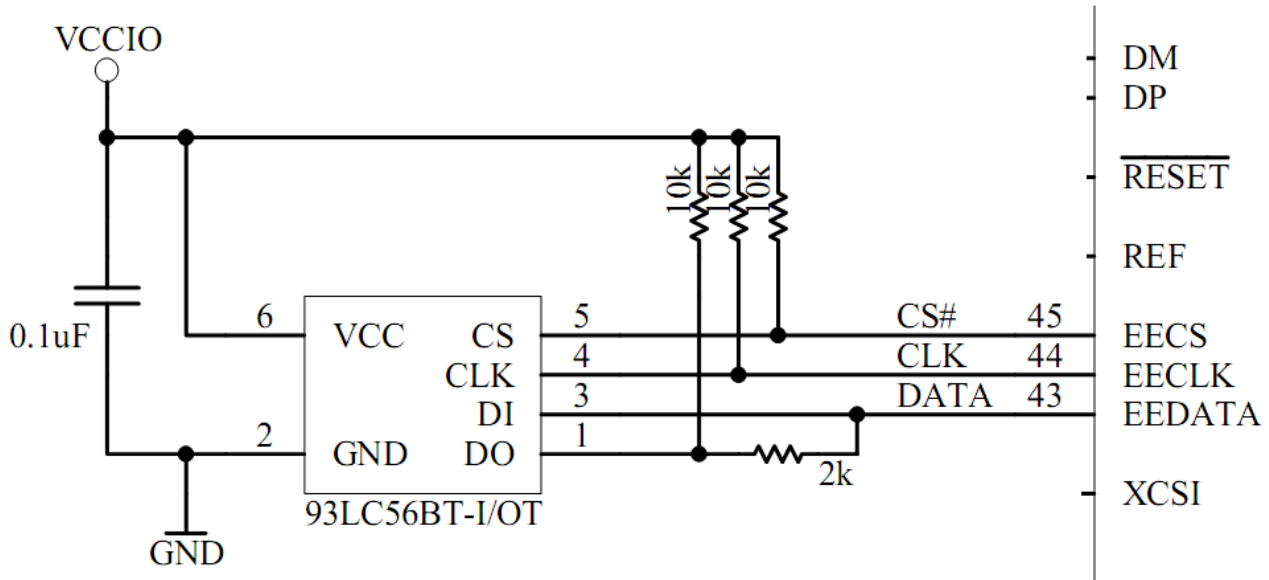 VCCIO
DM
DP
RESET
10k
10k
10k
REF
0.1uF
6
VCC
CS
5
CS#
45
EECS
CLK
4
CLK
44
EECLK
DI
3
DATA
43
EEDATA
2
GND
DO
1
2k
XCSI
93LC56BT-I/OT
GND